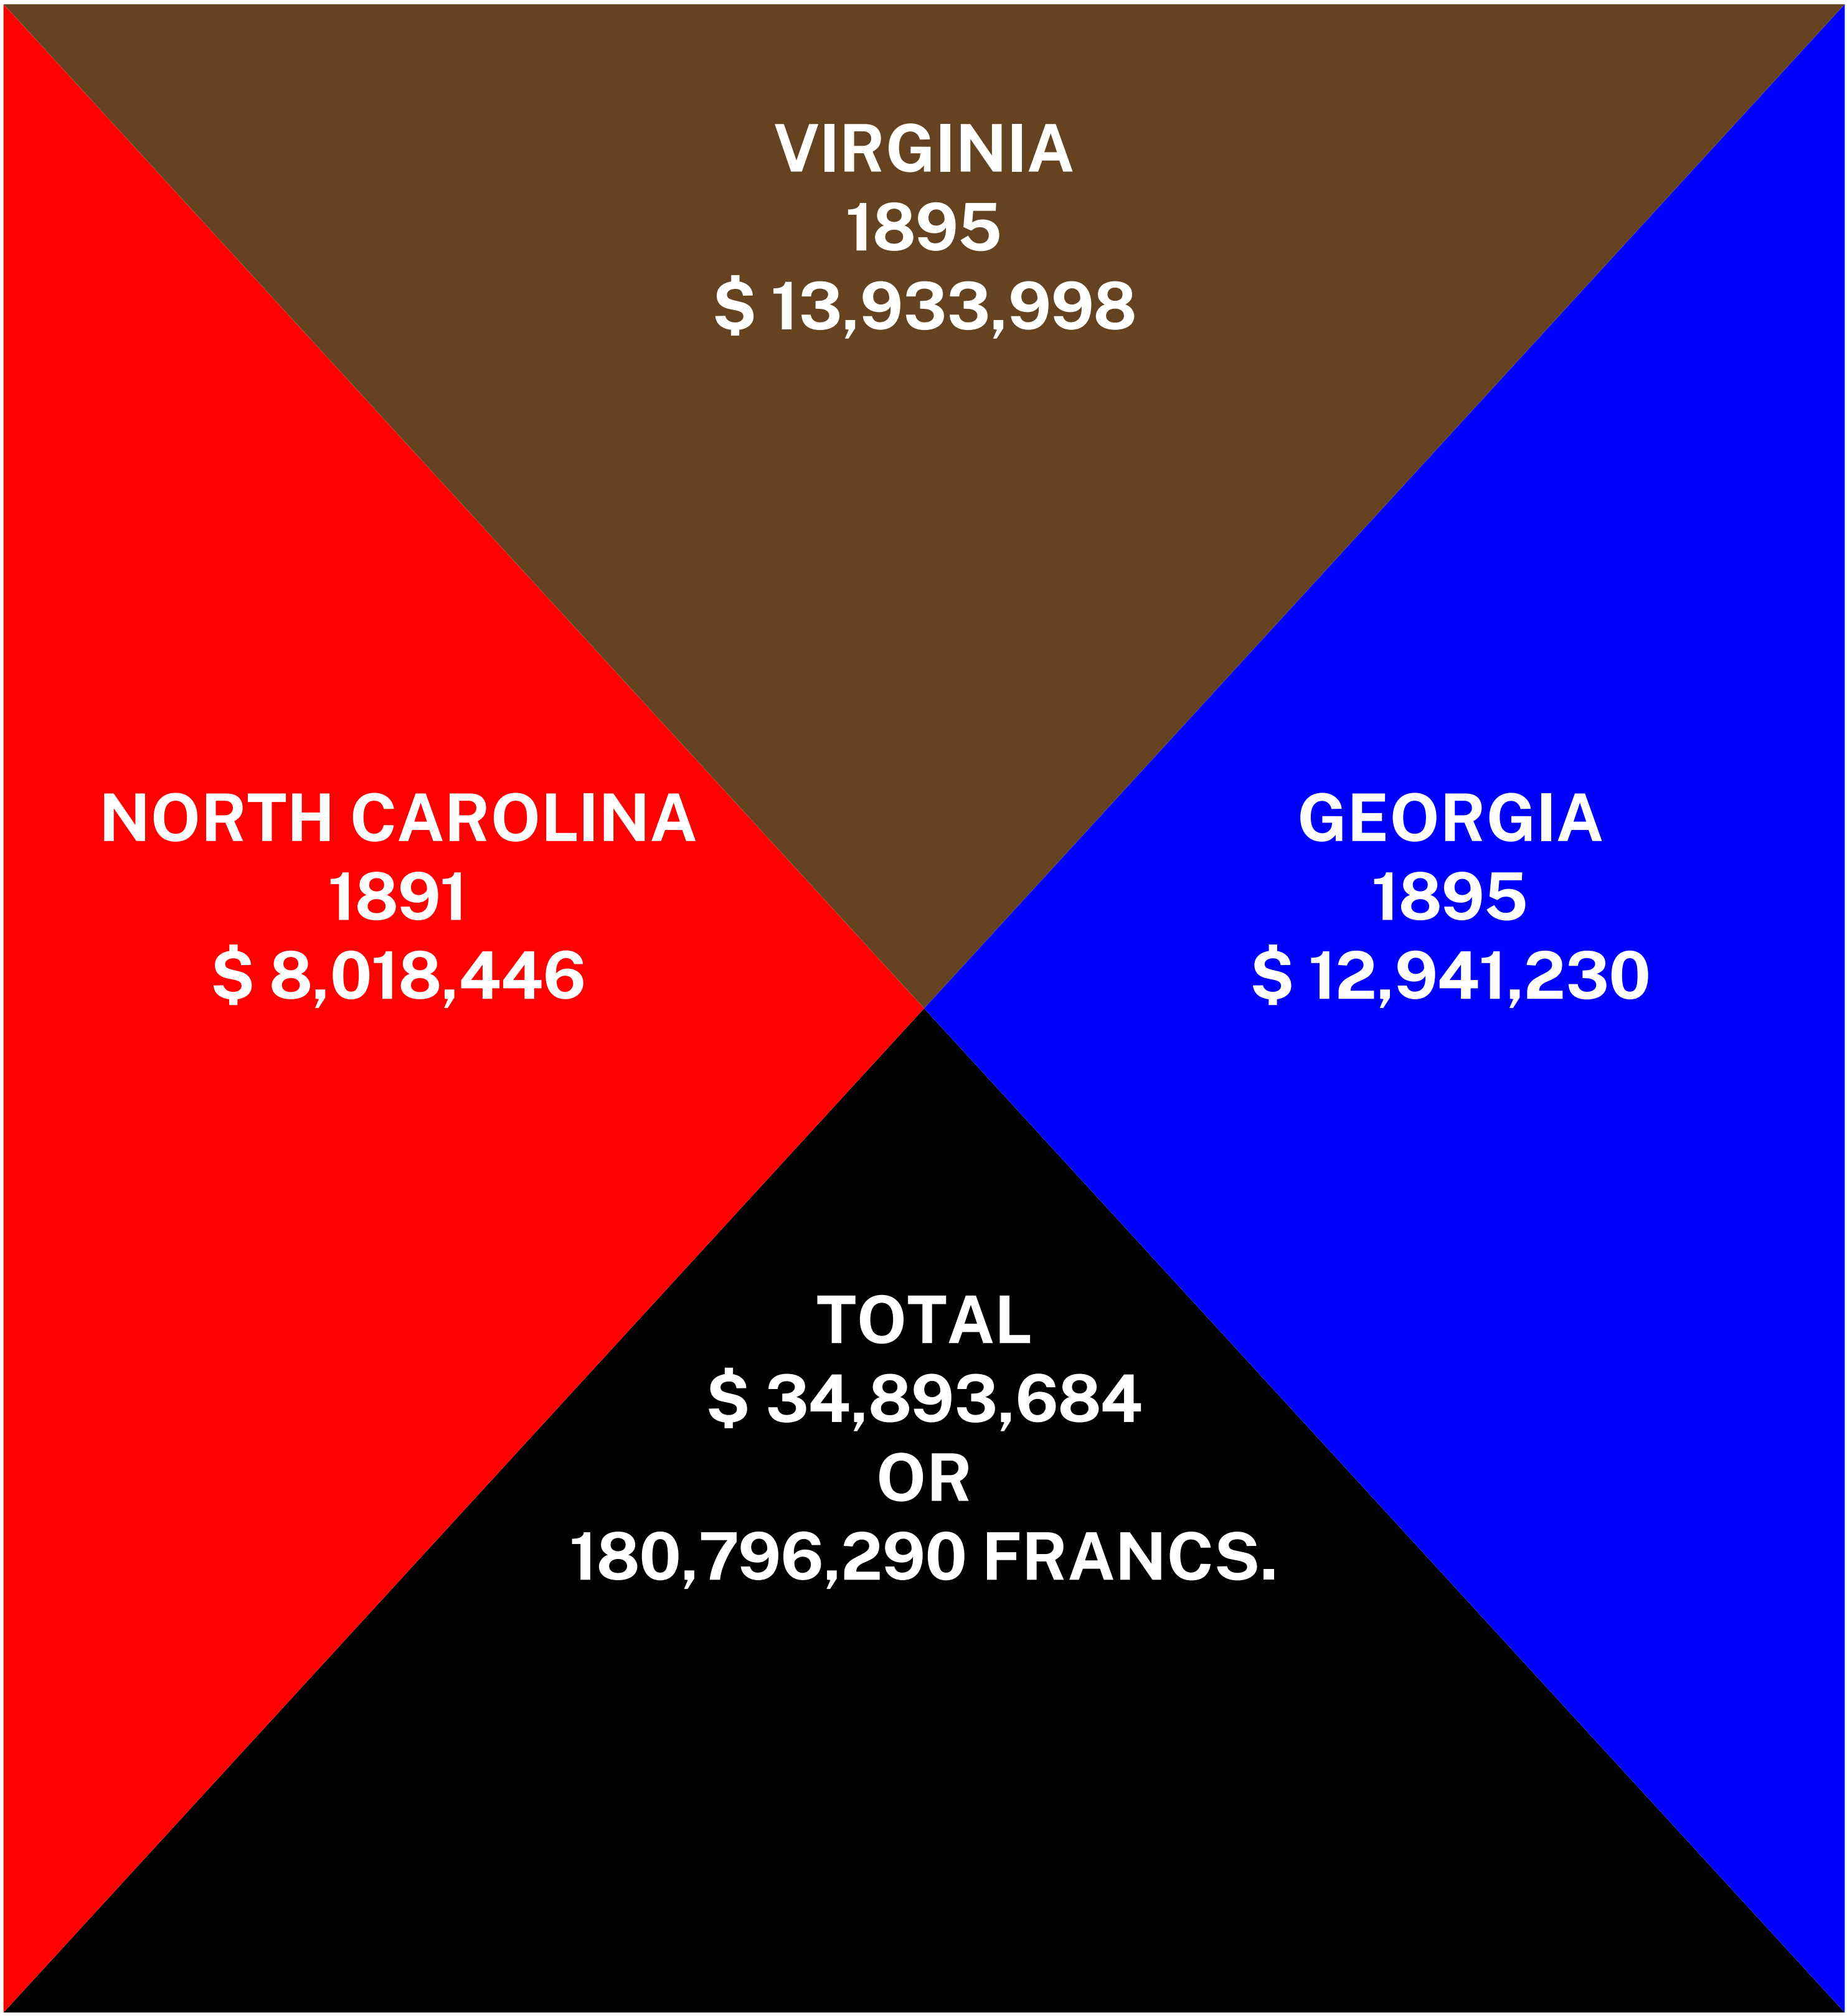 VIRGINIA
1895
$ 13,933,998
NORTH CAROLINA
1891
$ 8,018,446
GEORGIA
1895
$ 12,941,230
TOTAL
$ 34,893,684
OR
180,796,290 FRANCS.